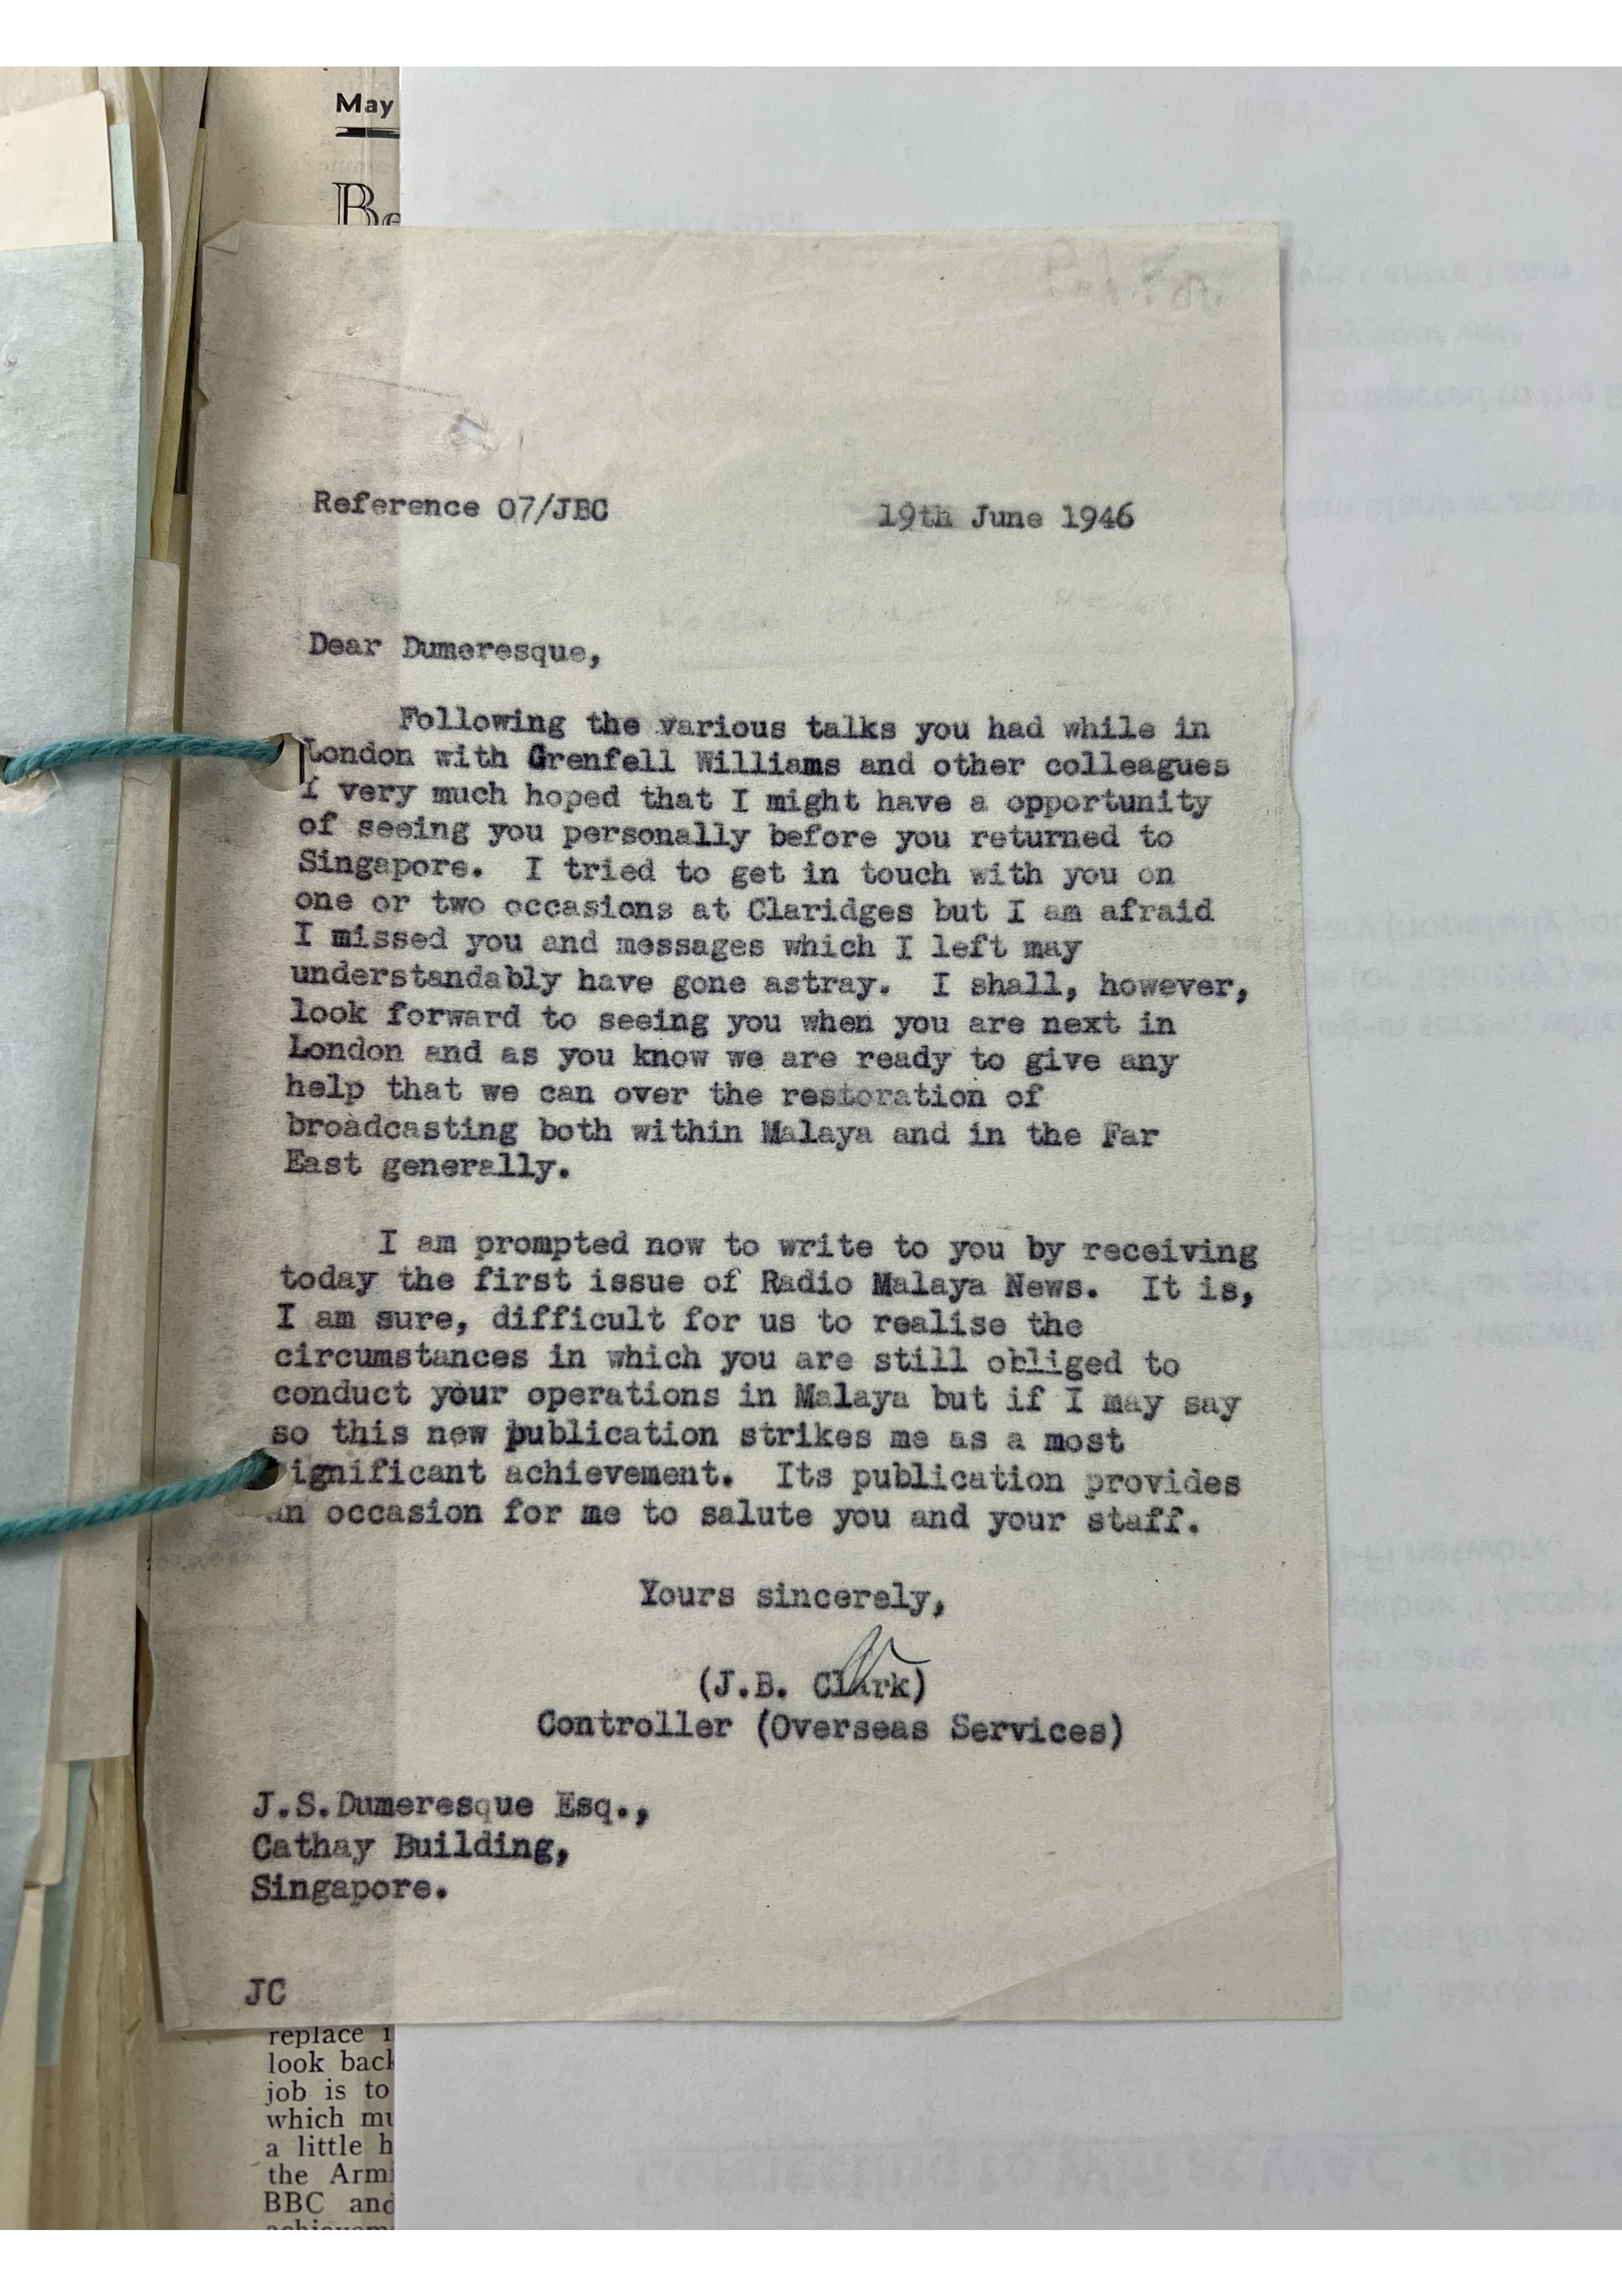 May
Reference 07/JBC 19th June 1946
Dear Dumeresque,
Following the various talks you had while in
London with Grenfell Williams and other colleagues
I very much hoped that I might have a opportunity
of seeing you personally before you returned to
Singapore. I tried to get in touch with you on
one or two occasions at Claridges but I am afraid
I missed you and messages which I left may
understandably have gone astray. I shall, however,
look forward to seeing you when you are next in
London and as you know we are ready to give any
help that we can over the restoration of
broadcasting both within Malaya and in the Far
East generally.
I am prompted now to write to you by receiving
today the first issue of Radio Malaya News. It is,
I am sure, difficult for us to realise the
circumstances in which you are still obliged to
conduct your operations in Malaya but if I may say
so this new publication strikes me as a most
significant achievement. Its publication provides
an occasion for me to salute you and your staff.
Yours sincerely,
(J.B. Clark)
Controller (Overseas Services)
J.S.Dumeresque Esq.,
Cathay Building,
Singapore.
JC
replace
look back
job is to
which
a little
the
BBC and